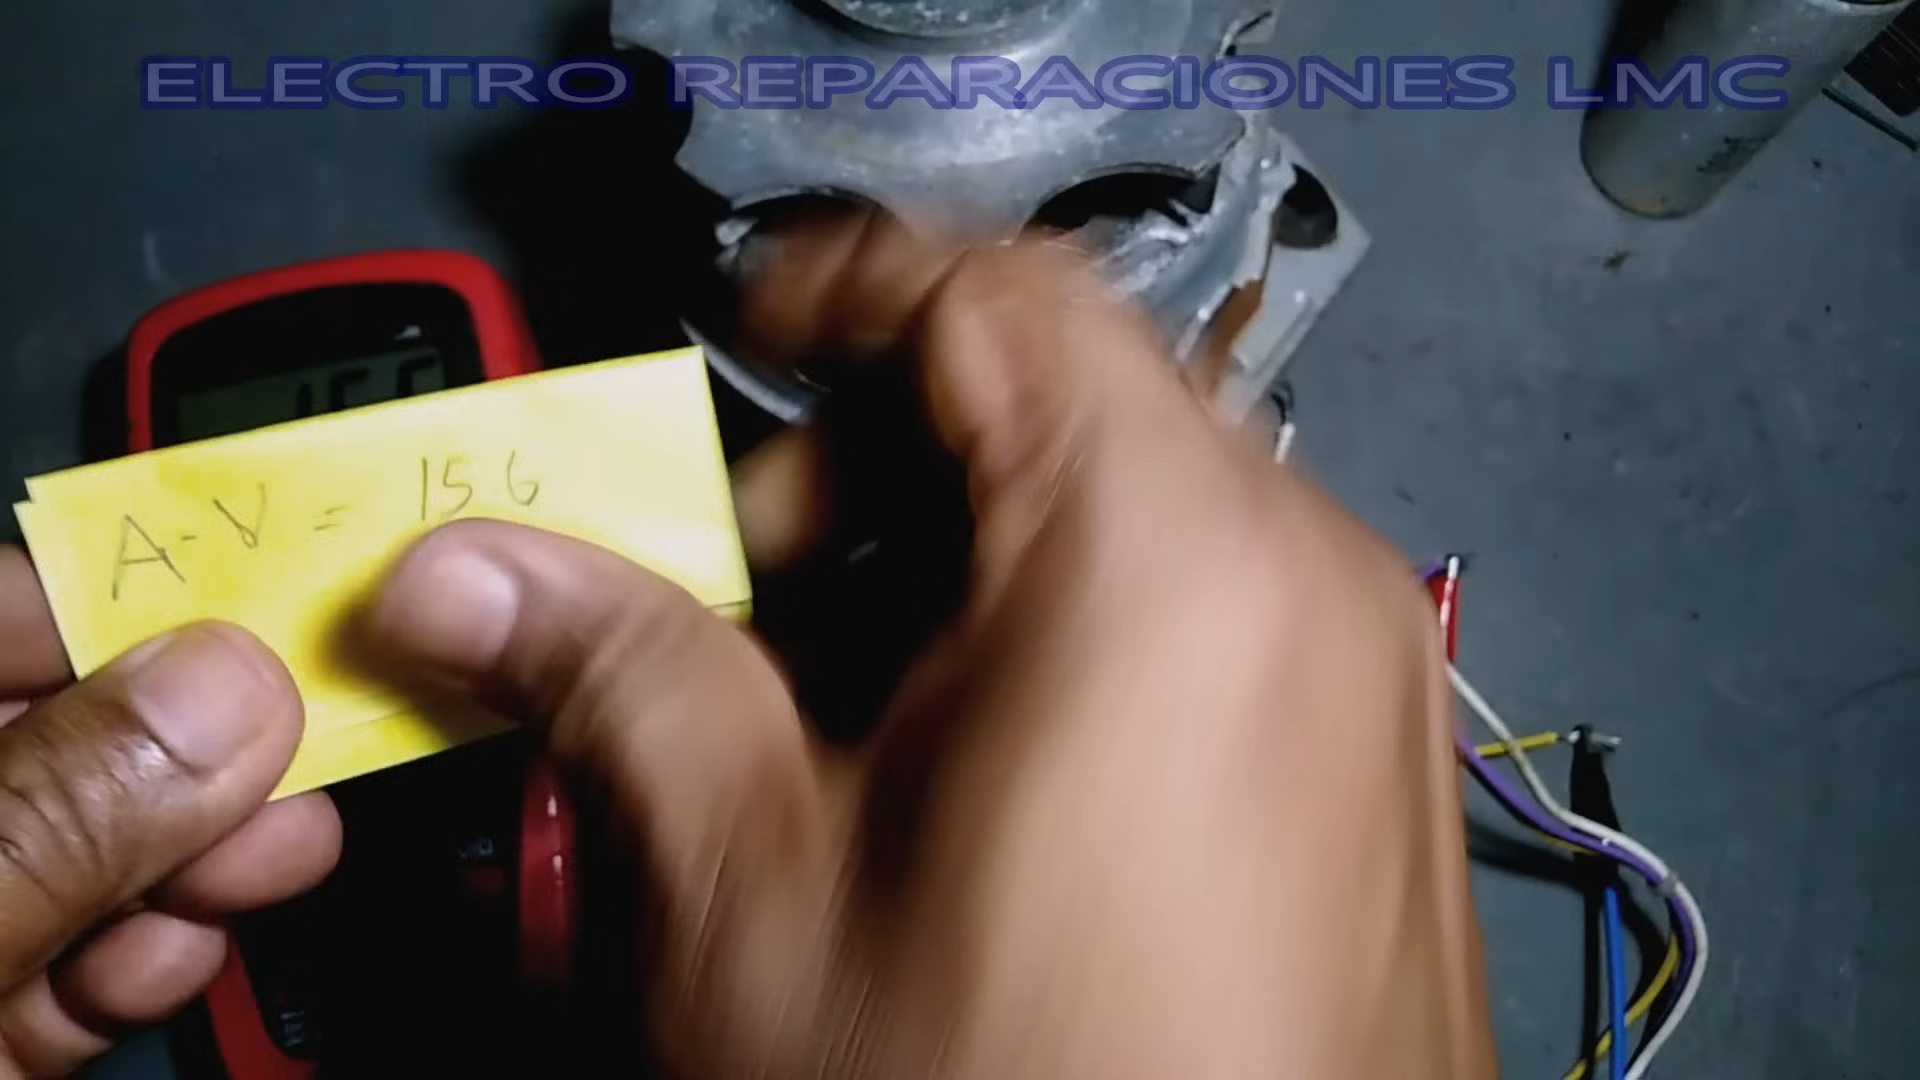 ELECTRO REPARACIONES LMC
A-V = 156